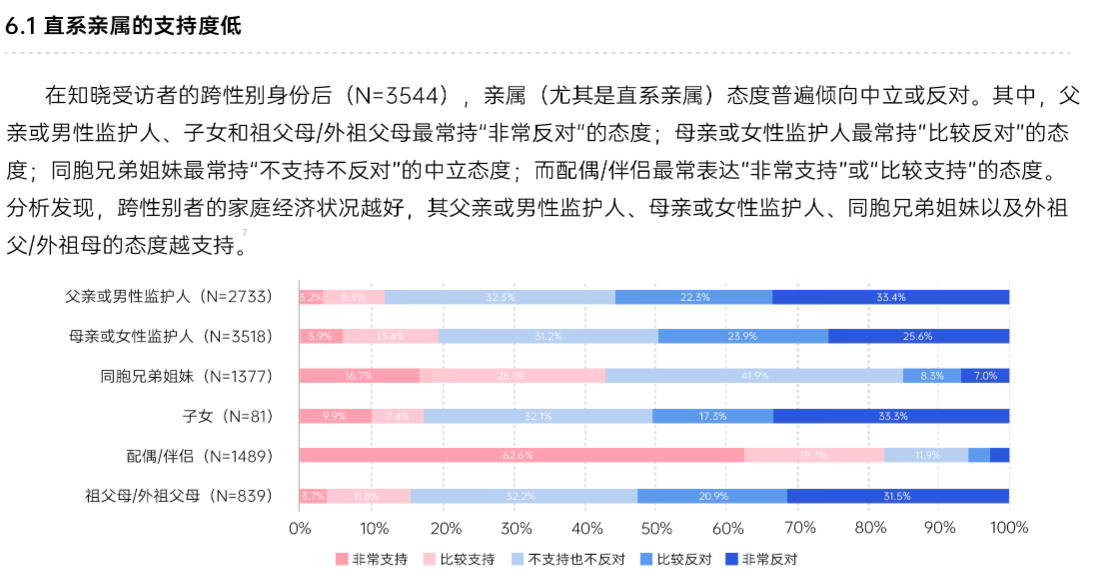 6.1 直系亲属的支持度低
在知晓受访者的跨性别身份后（N=3544），亲属（尤其是直系亲属）态度普遍倾向中立或反对。其中，父
亲或男性监护人、子女和祖父母/外祖父母最常持“非常反对”的态度；母亲或女性监护人最常持“比较反对”的态
度；同胞兄弟姐妹最常持“不支持不反对”的中立态度；而配偶/伴侣最常表达“非常支持”或“比较支持”的态度。
分析发现，跨性别者的家庭经济状况越好，其父亲或男性监护人、母亲或女性监护人、同胞兄弟姐妹以及外祖
父/外祖母的态度越支持。7
父亲或男性监护人（N=2733） 3.2% 8.9% 32.3% 22.3% 33.4%
母亲或女性监护人（N=3518） 5.9% 13.4% 31.2% 23.9% 25.6%
同胞兄弟姐妹（N=1377） 16.7% 26.1% 41.9% 8.3% 7.0%
子女（N=81） 9.9% 7.4% 32.1% 17.3% 33.3%
配偶/伴侣（N=1489） 62.6% 19.7% 11.9%
祖父母/外祖父母（N=839） 3.7% 11.8% 32.2% 20.9% 31.5%
0% 10% 20% 30% 40% 50% 60% 70% 80% 90% 100%
非常支持 比较支持 不支持也不反对 比较反对 非常反对